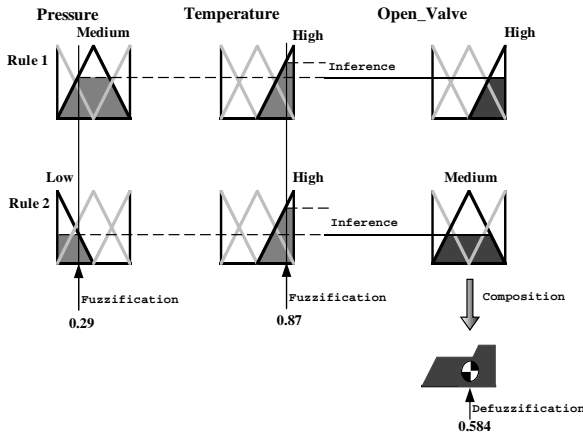 Pressure Temperature Open_Valve
Medium High High
Rule 1
Inference
Low High Medium
Rule 2
Inference
Fuzzification Fuzzification Composition
0.29 0.87
Defuzzification
0.584